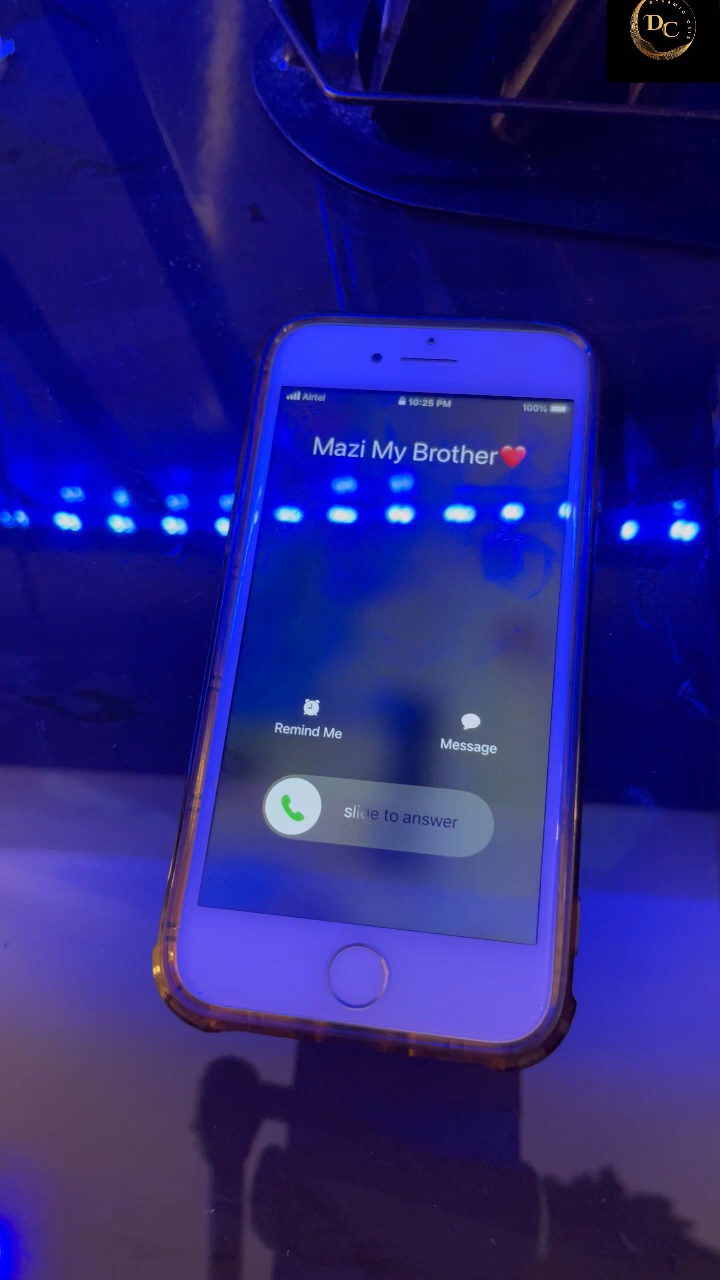 DC
Airtel
10:25 PM
100%
Mazi My Brother❤️
Remind Me
Message
slide to answer